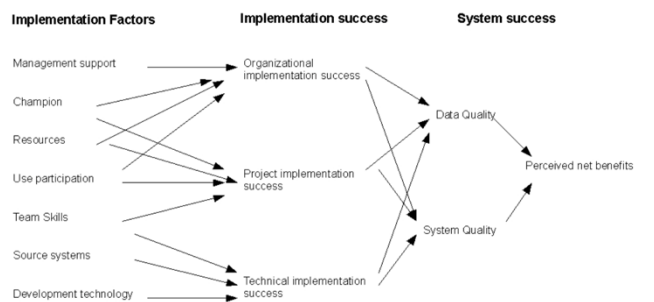 Implementation Factors
Implementation success
System success
Management support
Champion
Resources
Use participation
Team Skills
Source systems
Development technology
Organizational
implementation success
Project implementation
success
Technical implementation
success
Data Quality
System Quality
Perceived net benefits